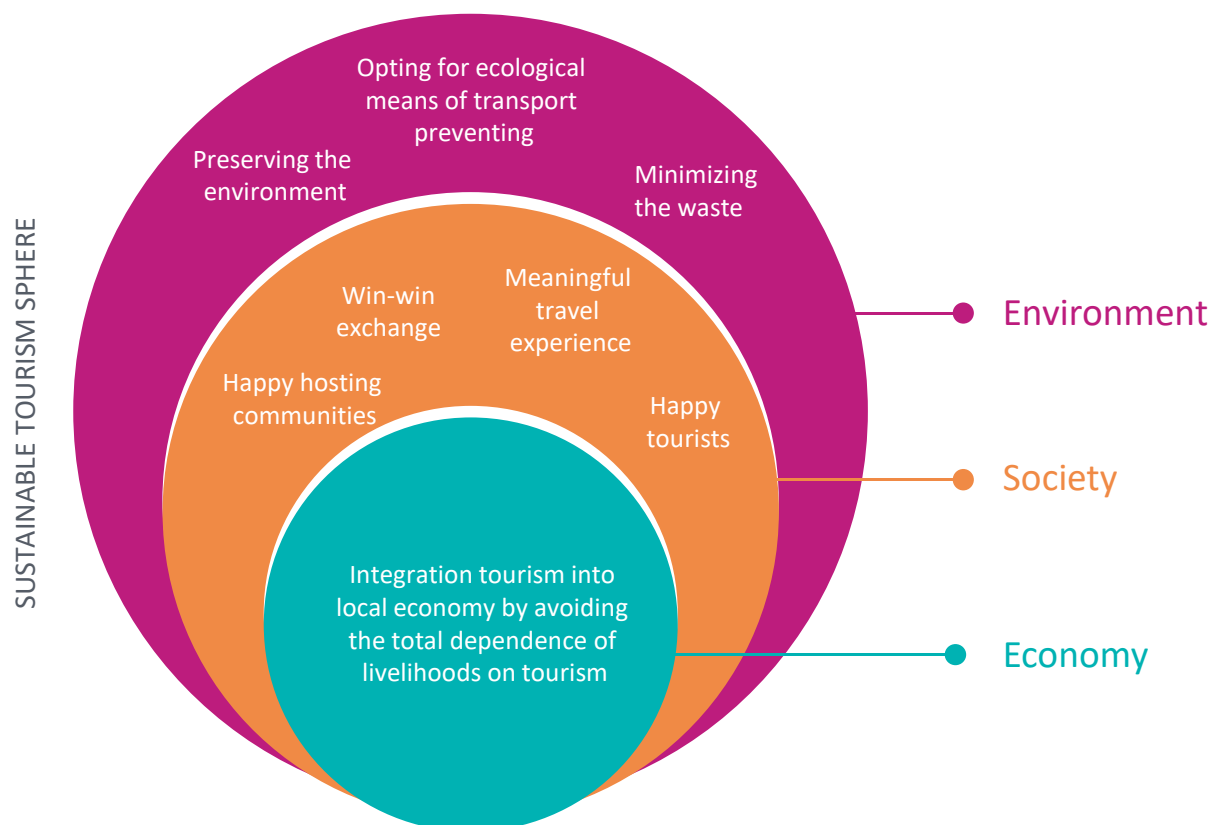 SUSTAINABLE TOURISM SPHERE
Opting for ecological
means of transport
preventing
Preserving the
environment
Minimizing
the waste
Win-win
exchange
Meaningful
travel
experience
Happy hosting
communities
Happy
tourists
Integration tourism into
local economy by avoiding
the total dependence of
livelihoods on tourism
Environment
Society
Economy